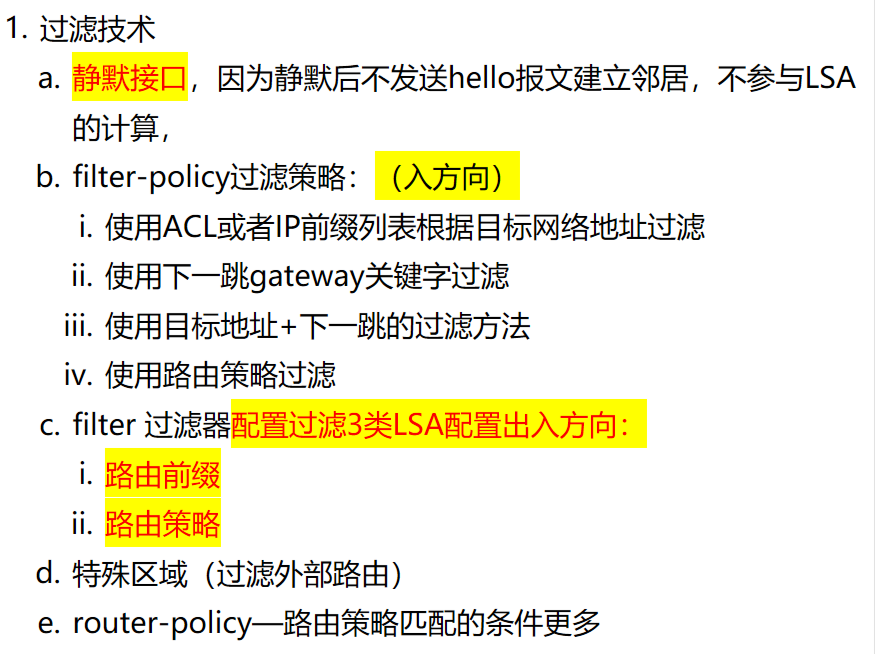 1. 过滤技术
a. 静默接口，因为静默后不发送hello报文建立邻居，不参与LSA
的计算，
b. filter-policy过滤策略：（入方向）
i. 使用ACL或者IP前缀列表根据目标网络地址过滤
ii. 使用下一跳gateway关键字过滤
iii. 使用目标地址+下一跳的过滤方法
iv. 使用路由策略过滤
c. filter 过滤器配置过滤3类LSA配置出入方向：
i. 路由前缀
ii. 路由策略
d. 特殊区域（过滤外部路由）
e. router-policy—路由策略匹配的条件更多